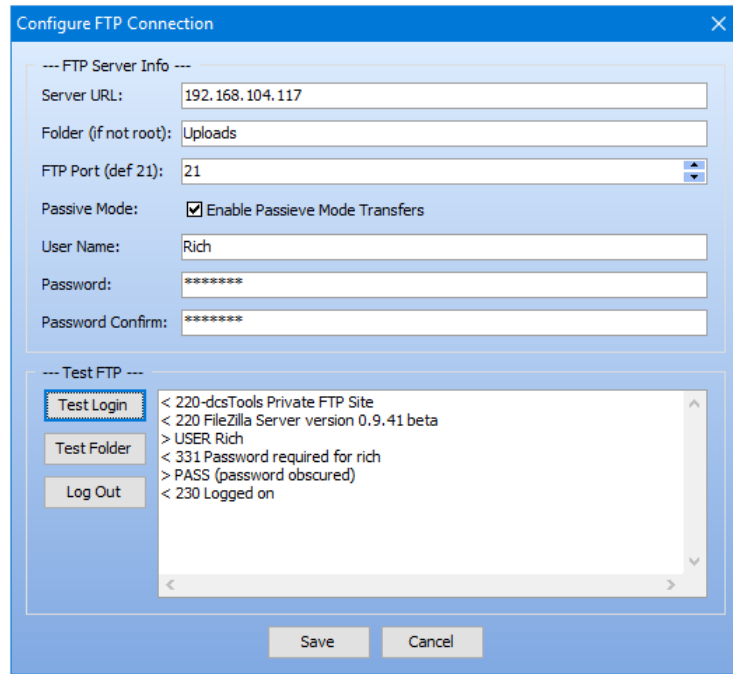 Configure FTP Connection
--- FTP Server Info ---
Server URL: 192.168.104.117
Folder (if not root): Uploads
FTP Port (def 21): 21
Passive Mode: Enable Passieve Mode Transfers
User Name: Rich
Password: *******
Password Confirm: *******
--- Test FTP ---
Test Login
Test Folder
Log Out
< 220-dcsTools Private FTP Site
< 220 FileZilla Server version 0.9.41 beta
> USER Rich
< 331 Password required for rich
> PASS (password obscured)
< 230 Logged on
Save Cancel